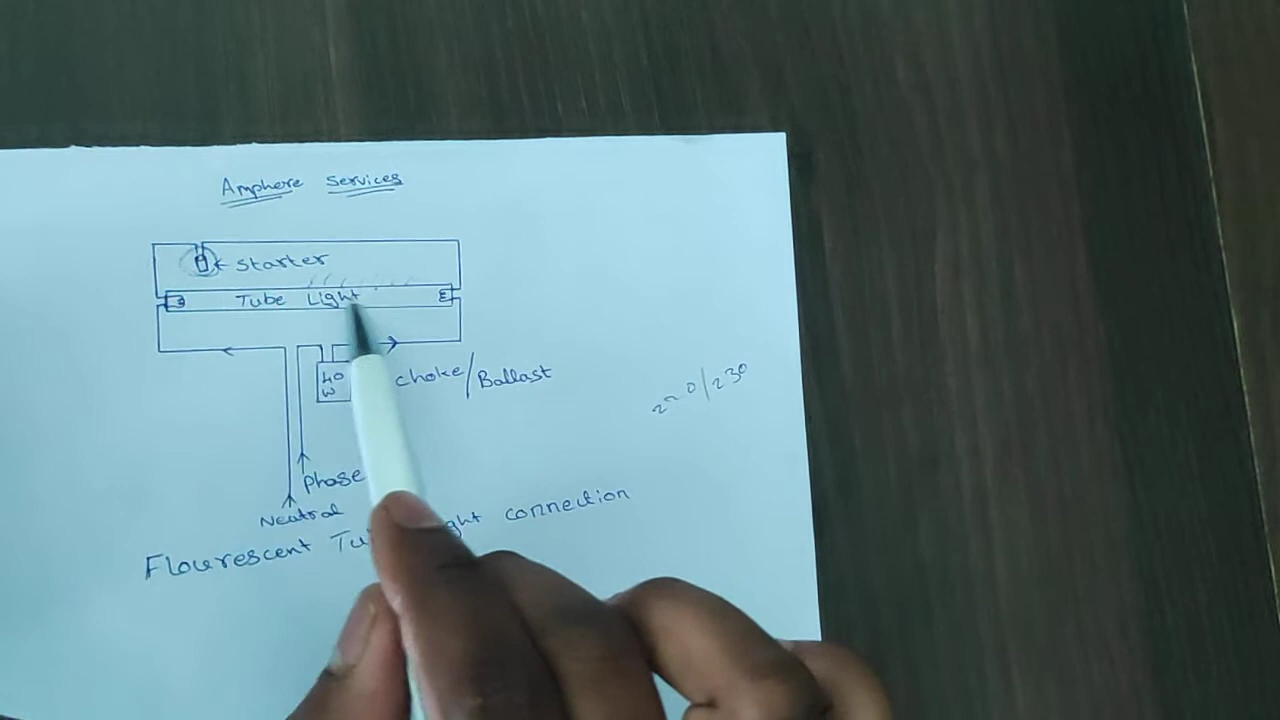 Amphere Services
starter
Tube Light
40
W
choke/Ballast
220/230
Phase
Neutral
Flourescent connection